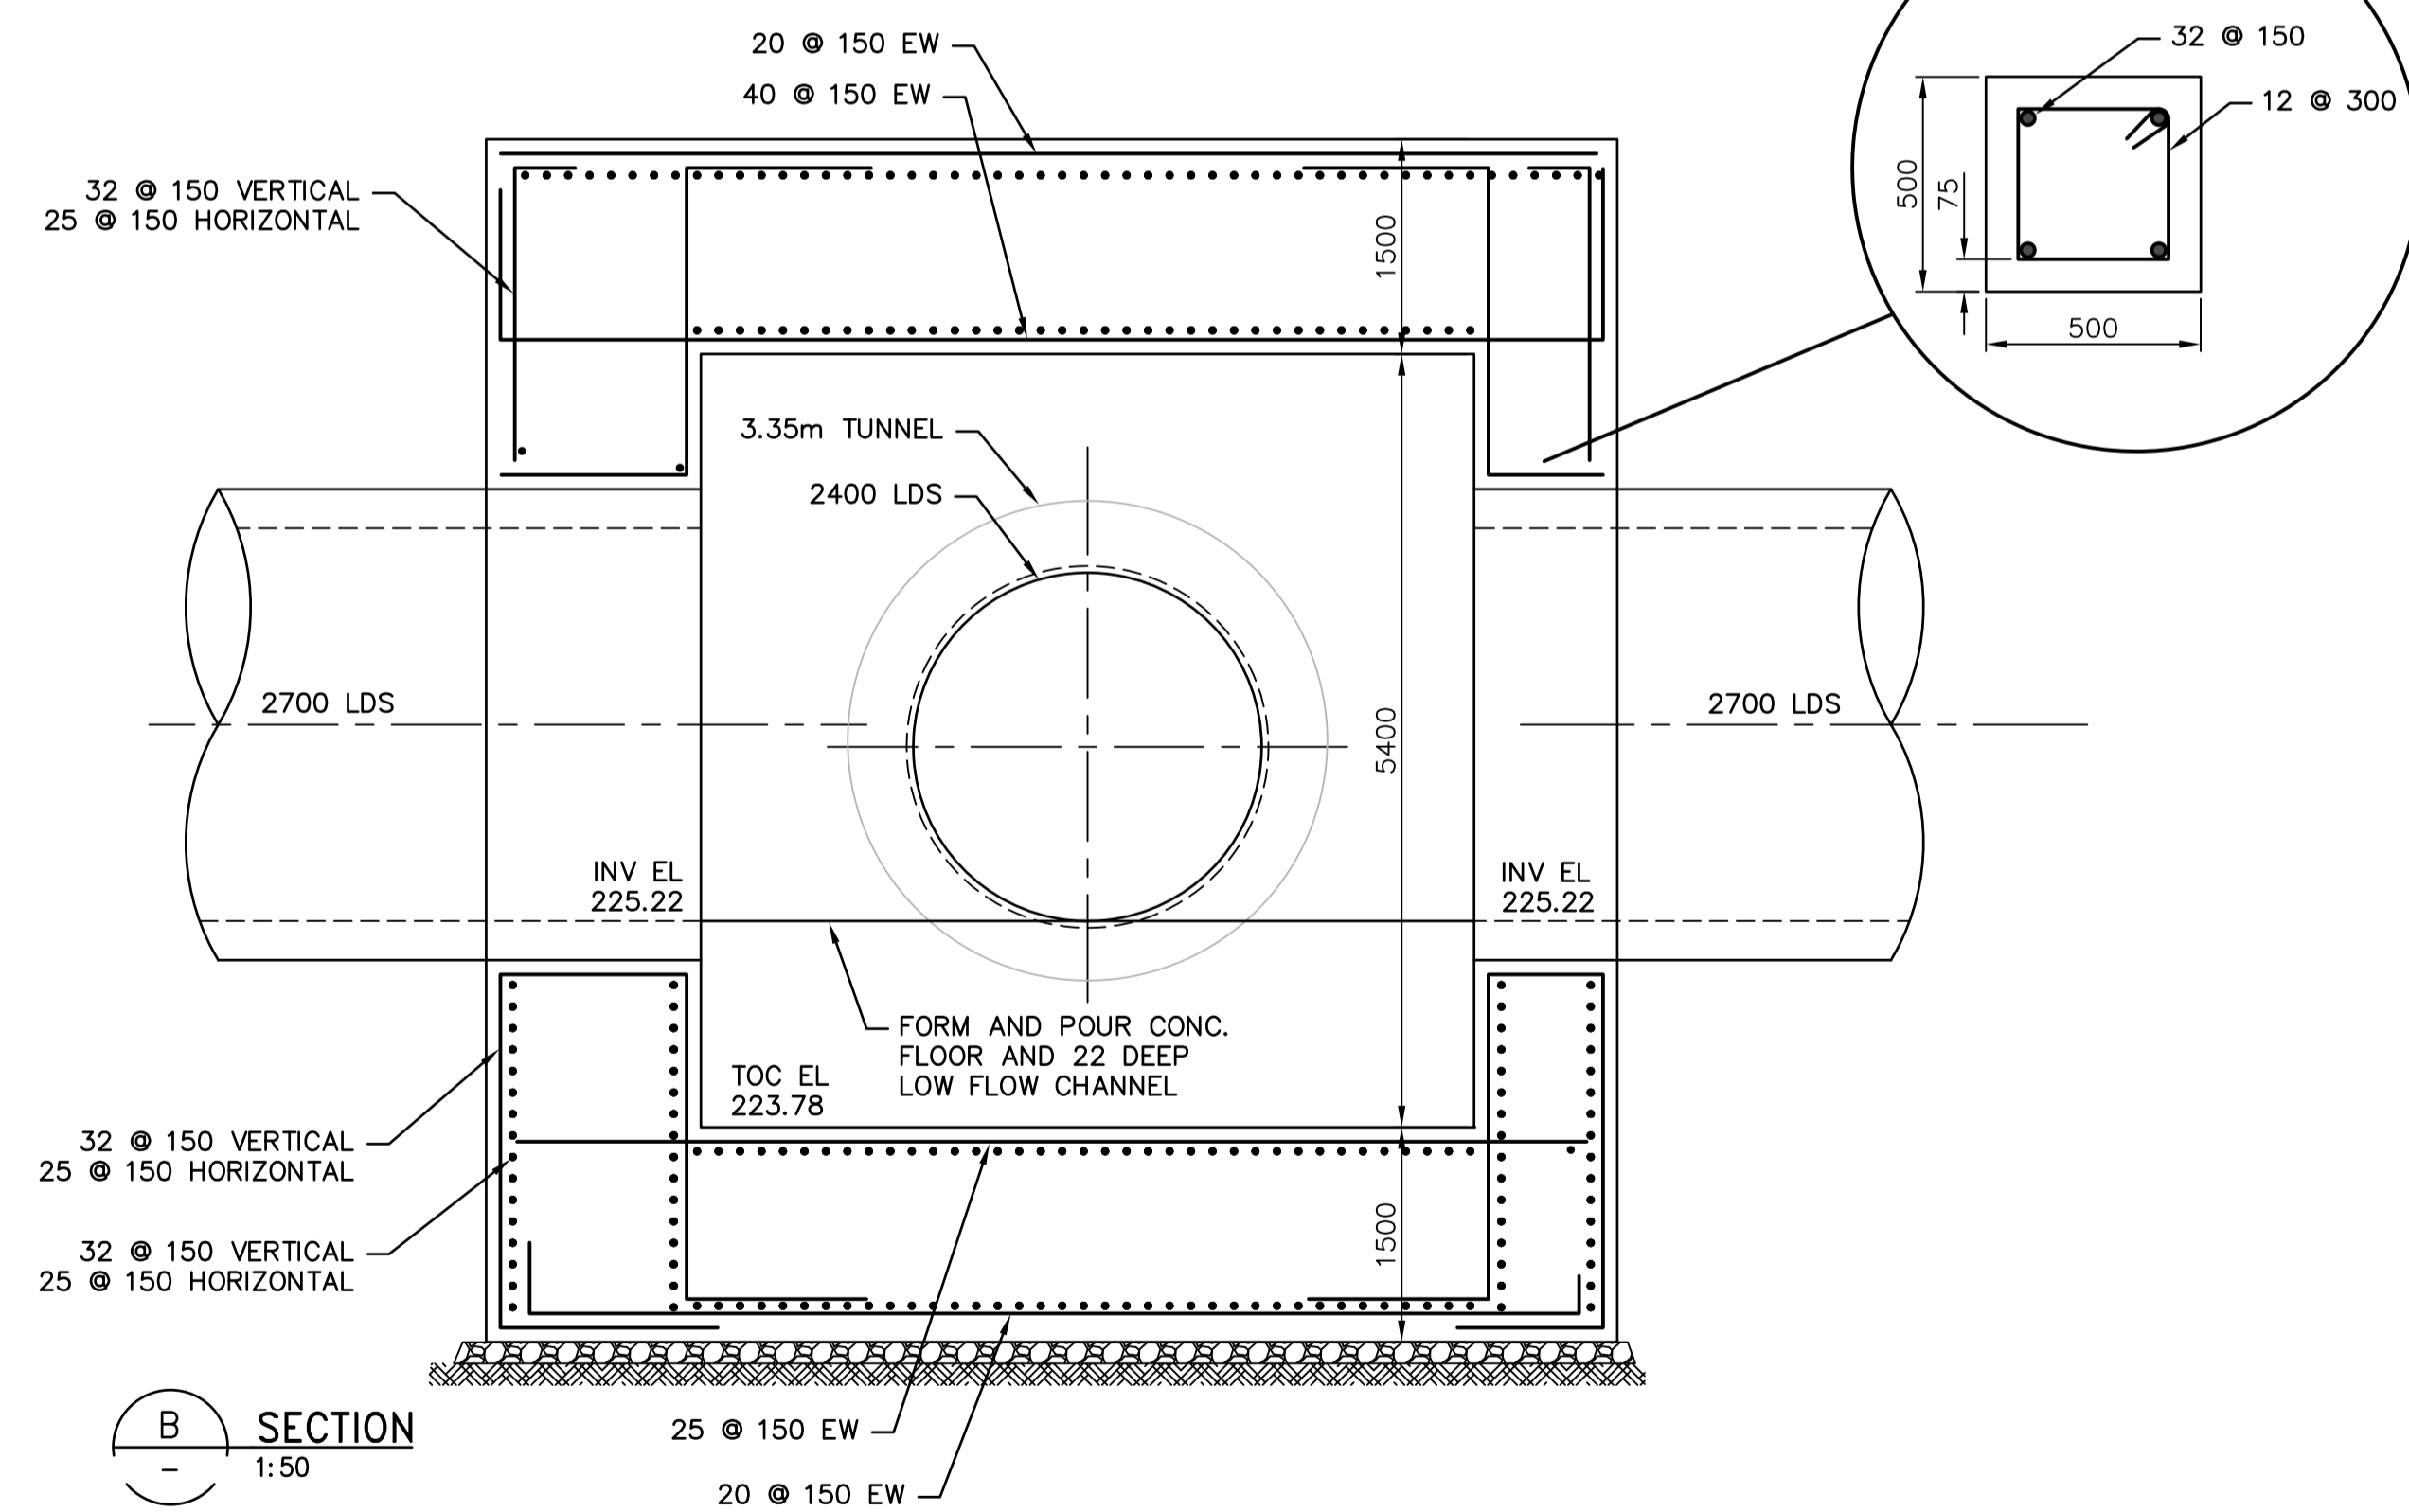 20 @ 150 EW
40 @ 150 EW
32 @ 150
12 @ 300
500
75
500
32 @ 150 VERTICAL
25 @ 150 HORIZONTAL
1500
3.35m TUNNEL
2400 LDS
2700 LDS
2700 LDS
5400
INV EL
225.22
INV EL
225.22
FORM AND POUR CONC.
FLOOR AND 22 DEEP
LOW FLOW CHANNEL
TOC EL
223.78
32 @ 150 VERTICAL
25 @ 150 HORIZONTAL
32 @ 150 VERTICAL
25 @ 150 HORIZONTAL
1500
25 @ 150 EW
20 @ 150 EW
B
-
SECTION
1:50